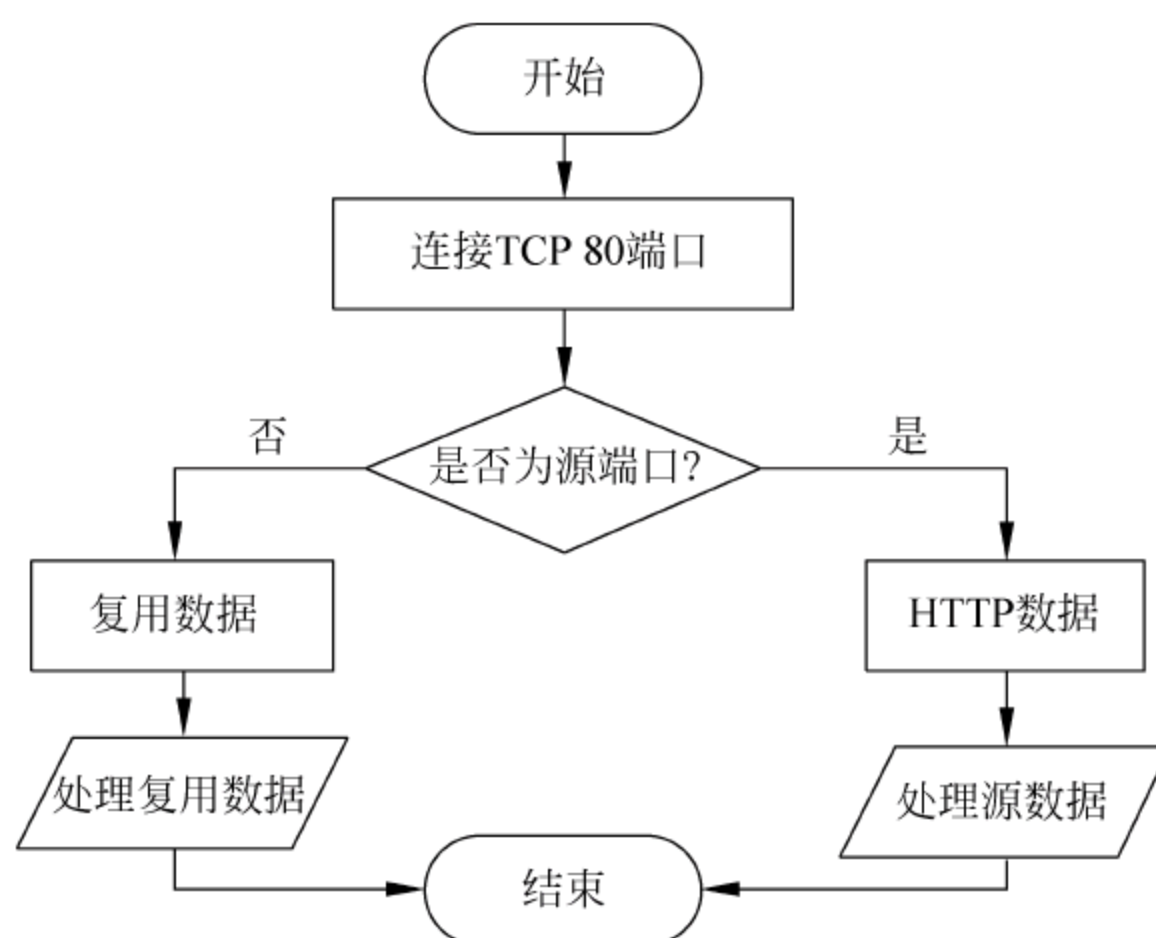 开始
连接TCP 80端口
否
是
是否为源端口?
复用数据
HTTP数据
处理复用数据
处理源数据
结束